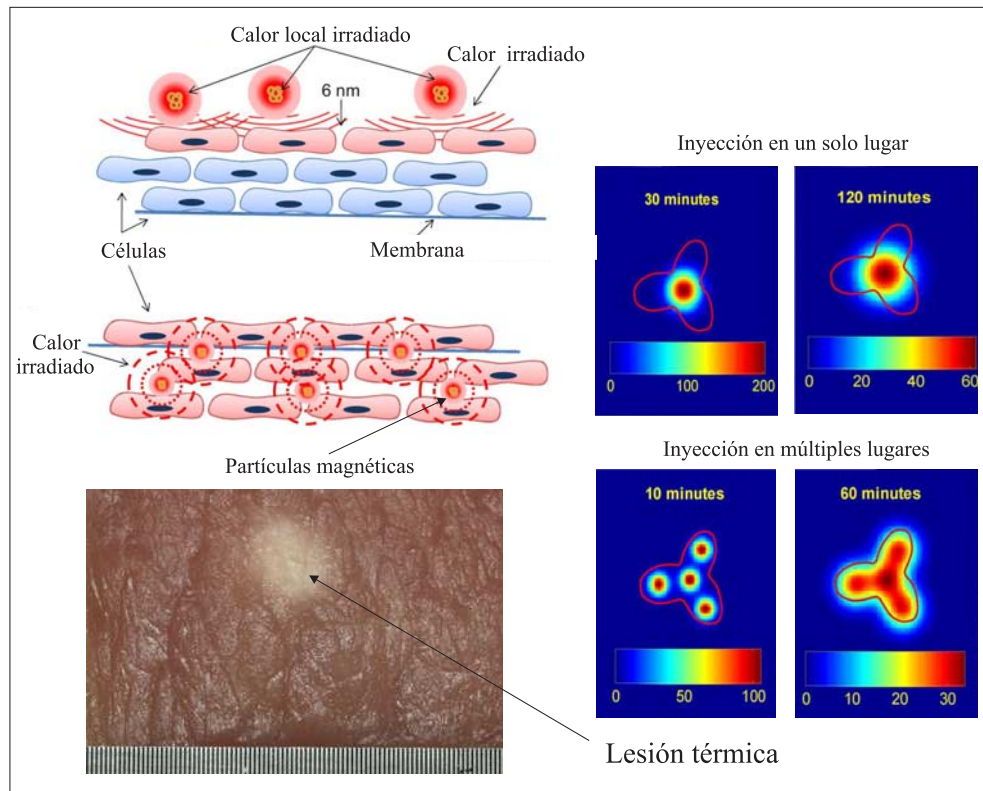 Calor local irradiado
Calor irradiado
6 nm
Células
Membrana
Calor
irradiado
Partículas magnéticas
Inyección en un solo lugar
30 minutes
0 100 200
120 minutes
0 20 40 60
Inyección en múltiples lugares
10 minutes
0 50 100
60 minutes
0 10 20 30
Lesión térmica